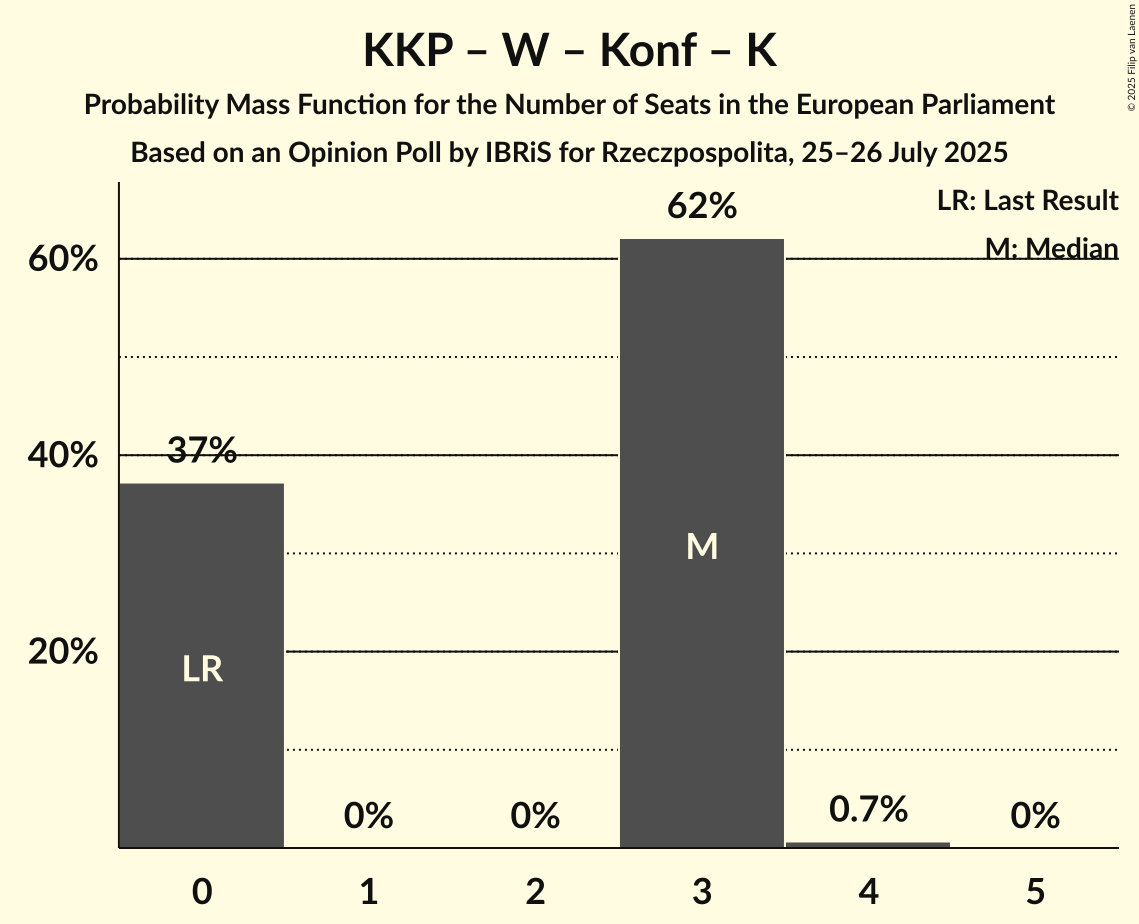 KKP – W – Konf – K
Probability Mass Function for the Number of Seats in the European Parliament
Based on an Opinion Poll by IBRiS for Rzeczpospolita, 25–26 July 2025
© 2025 Filip van Laenen
LR: Last Result
M: Median
60%
40%
20%
37%
0%
0%
62%
0.7%
0%
LR
M
0
1
2
3
4
5